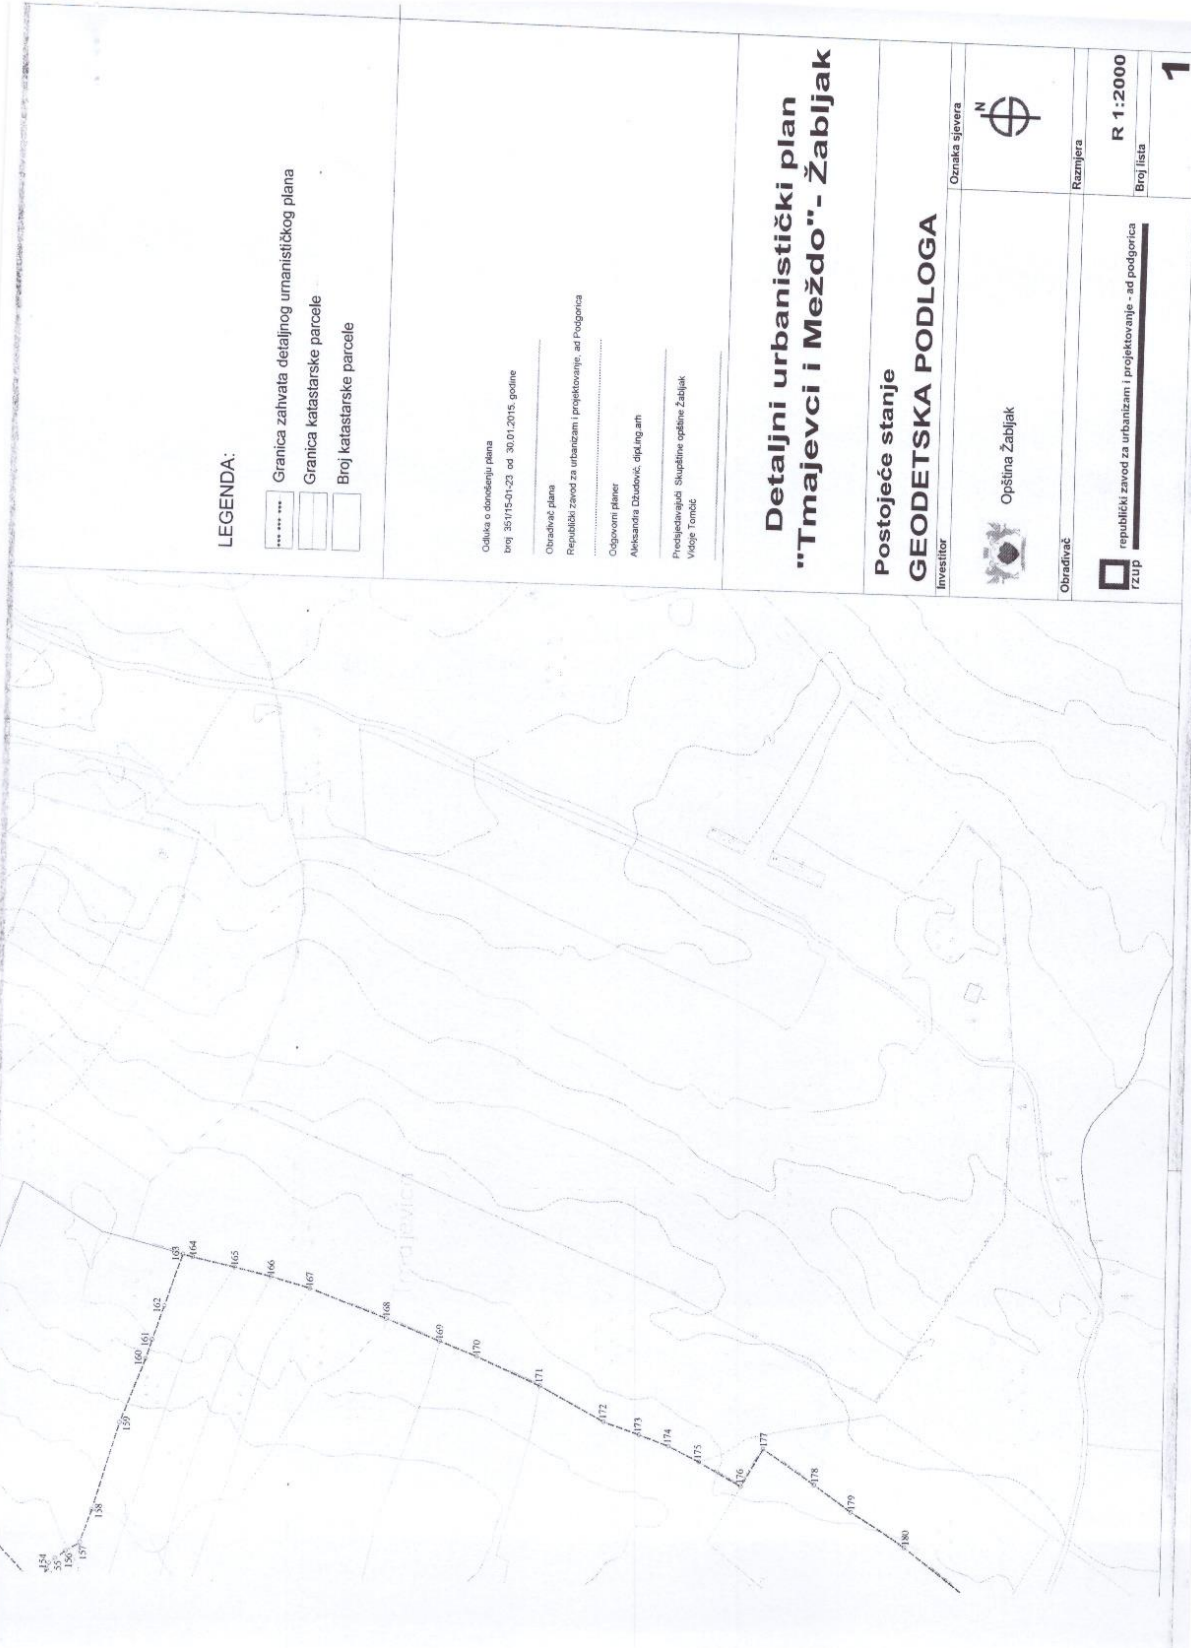 LEGENDA:
Granica zahvata detaljnog urnanističkog plana
Granica katastarske parcele
Broj katastarske parcele
Odluka o donošenju plana
broj 351/15-01-23 od 30.01.2015. godine
Obrađivač plana
Republički zavod za urbanizam i projektovanje, ad Podgorica
Odgovorni planer
Aleksandra Džudović, dipl.ing.arh
Predsjedavajući Skupštine opštine Žabljak
Vidoje Tomčić
Detaljni urbanistički plan
"Tmajevci i Meždo"- Žabljak
Postojeće stanje
GEODETSKA PODLOGA
Investitor
Opština Žabljak
Oznaka sjevera
N
Obrađivač
rzup
republički zavod za urbanizam i projektovanje - ad podgorica
Razmjera
R 1:2000
Broj lista
1
154
55
156
157
158
159
160
161
162
163
164
165
166
167
168
169
170
171
172
173
174
175
176
177
178
179
180